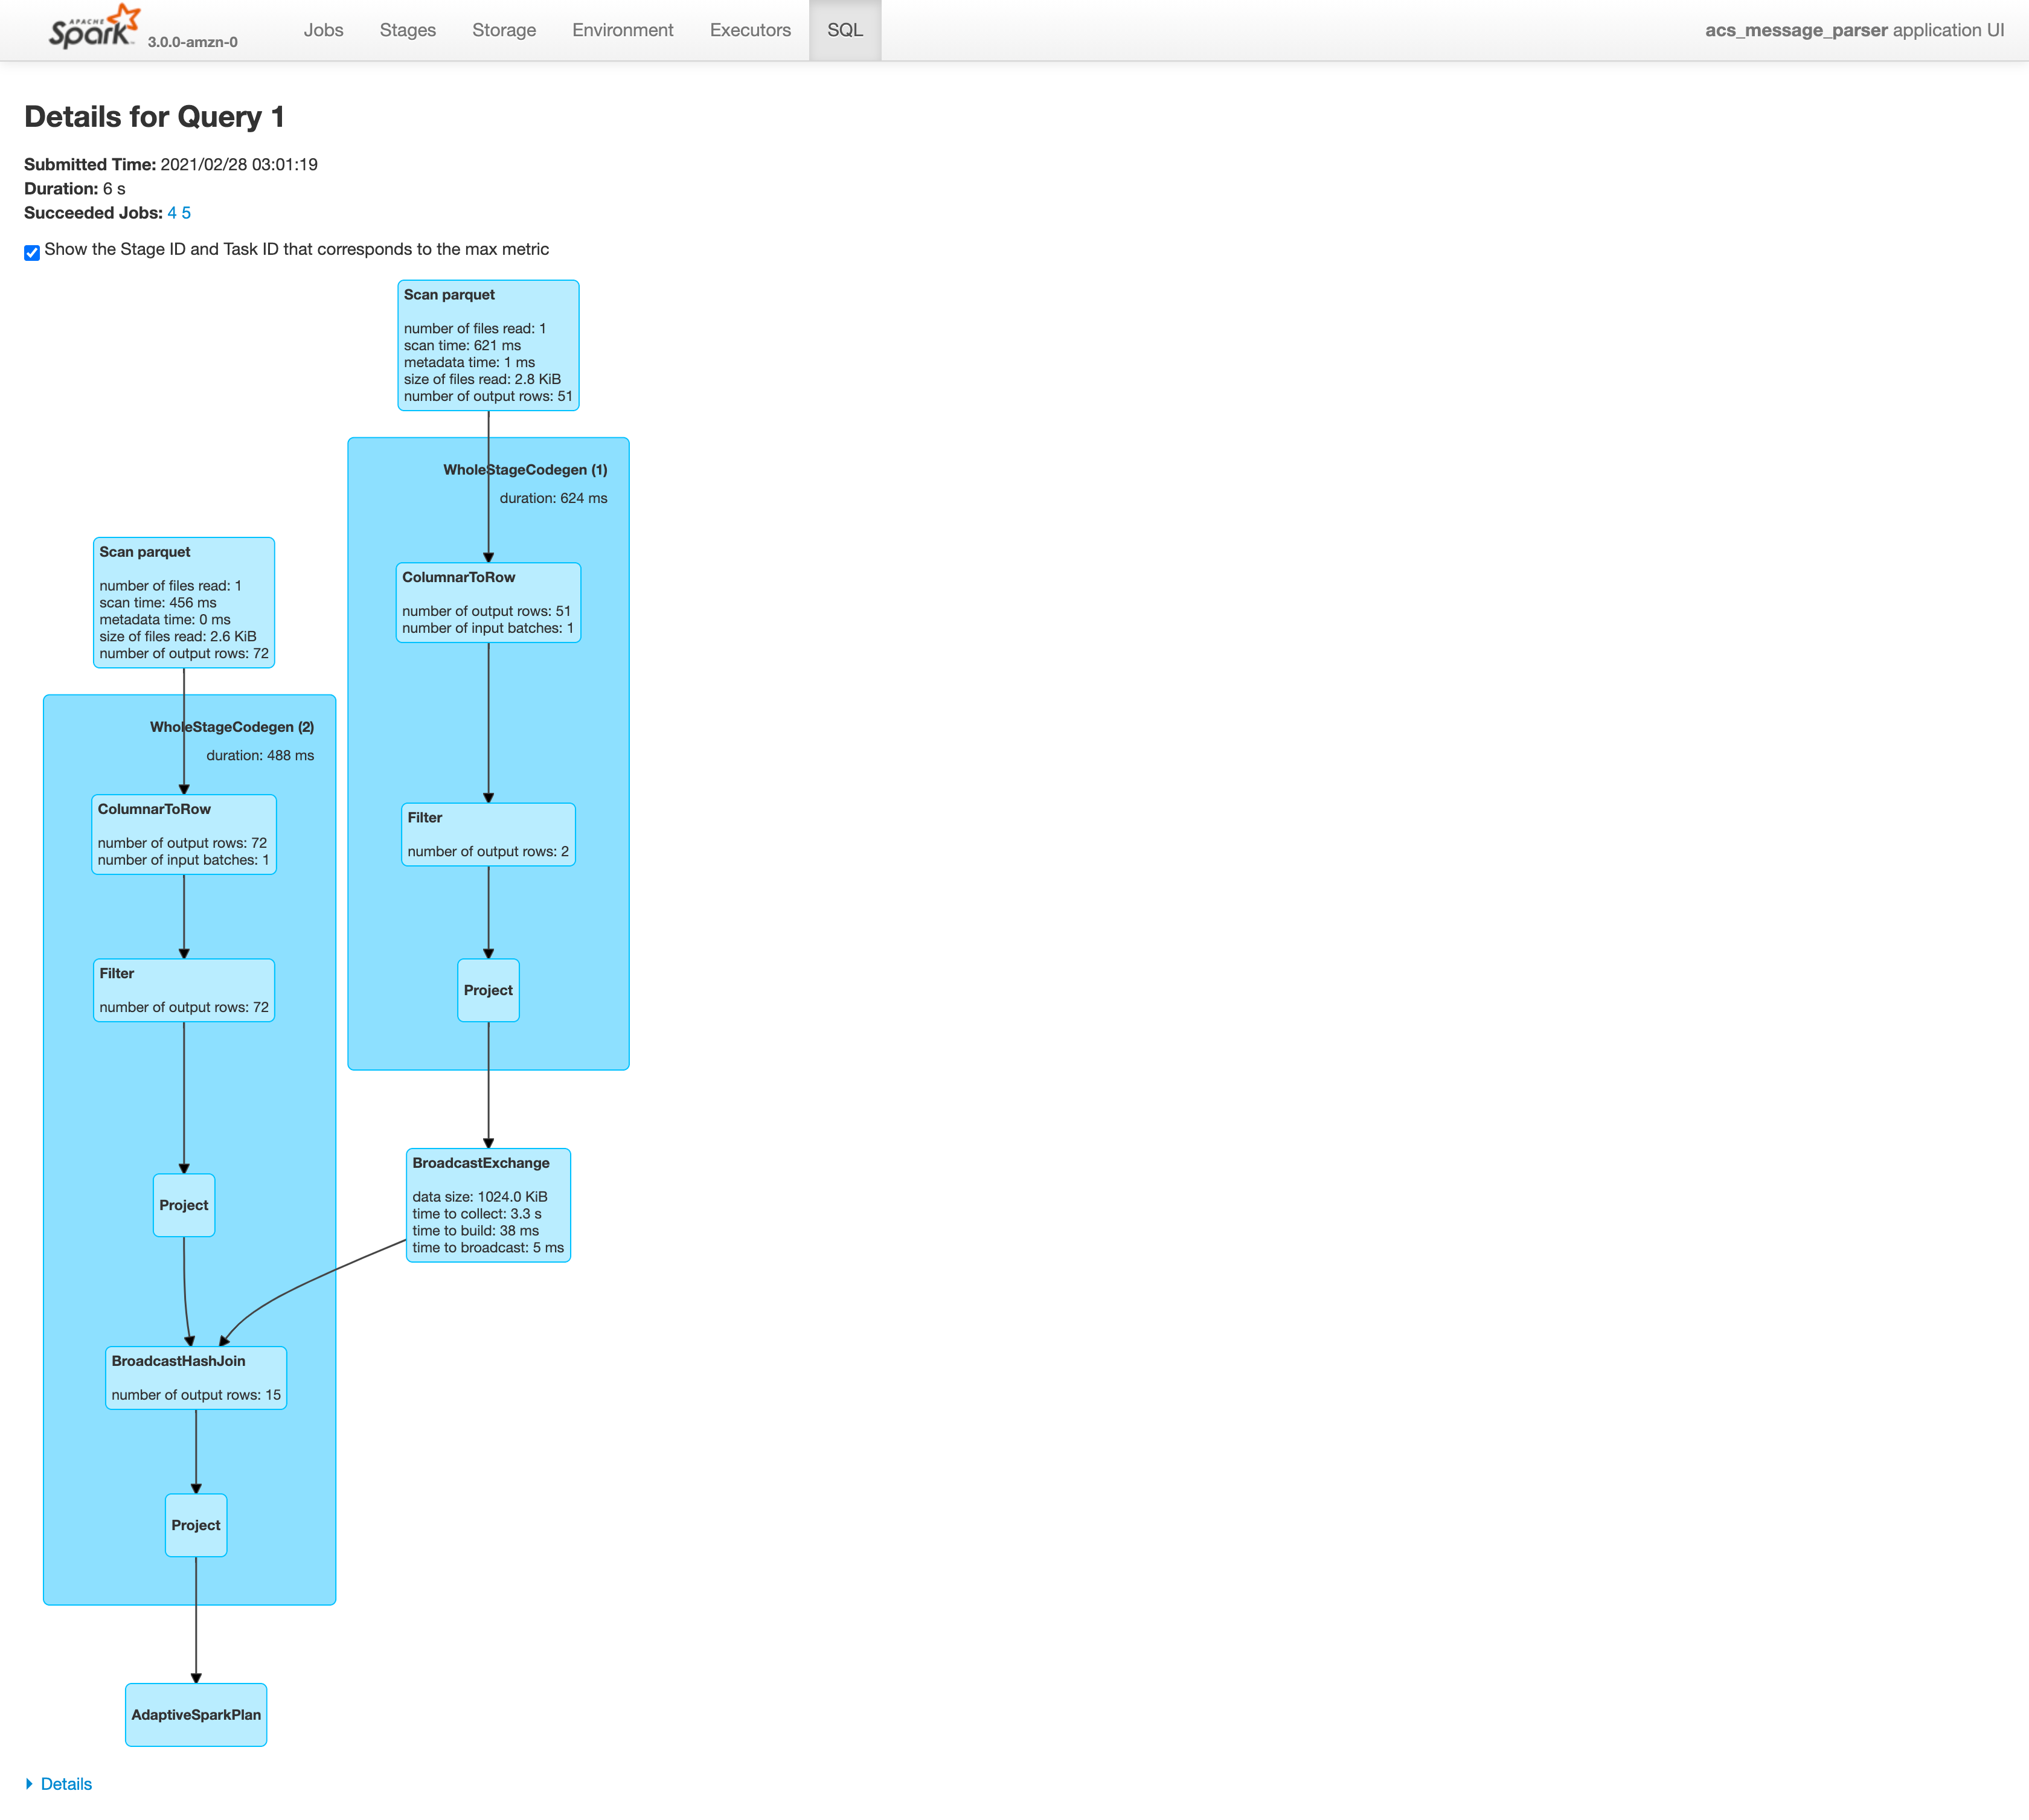 APACHE
Spark
3.0.0-amzn-0
Jobs
Stages
Storage
Environment
Executors
SQL
acs_message_parser application UI
Details for Query 1
Submitted Time: 2021/02/28 03:01:19
Duration: 6 s
Succeeded Jobs: 4 5
Show the Stage ID and Task ID that corresponds to the max metric
Scan parquet
number of files read: 1
scan time: 621 ms
metadata time: 1 ms
size of files read: 2.8 KiB
number of output rows: 51
WholeStageCodegen (1)
duration: 624 ms
ColumnarToRow
number of output rows: 51
number of input batches: 1
Filter
number of output rows: 2
Project
BroadcastExchange
data size: 1024.0 KiB
time to collect: 3.3 s
time to build: 38 ms
time to broadcast: 5 ms
Scan parquet
number of files read: 1
scan time: 456 ms
metadata time: 0 ms
size of files read: 2.6 KiB
number of output rows: 72
WholeStageCodegen (2)
duration: 488 ms
ColumnarToRow
number of output rows: 72
number of input batches: 1
Filter
number of output rows: 72
Project
BroadcastHashJoin
number of output rows: 15
Project
AdaptiveSparkPlan
Details